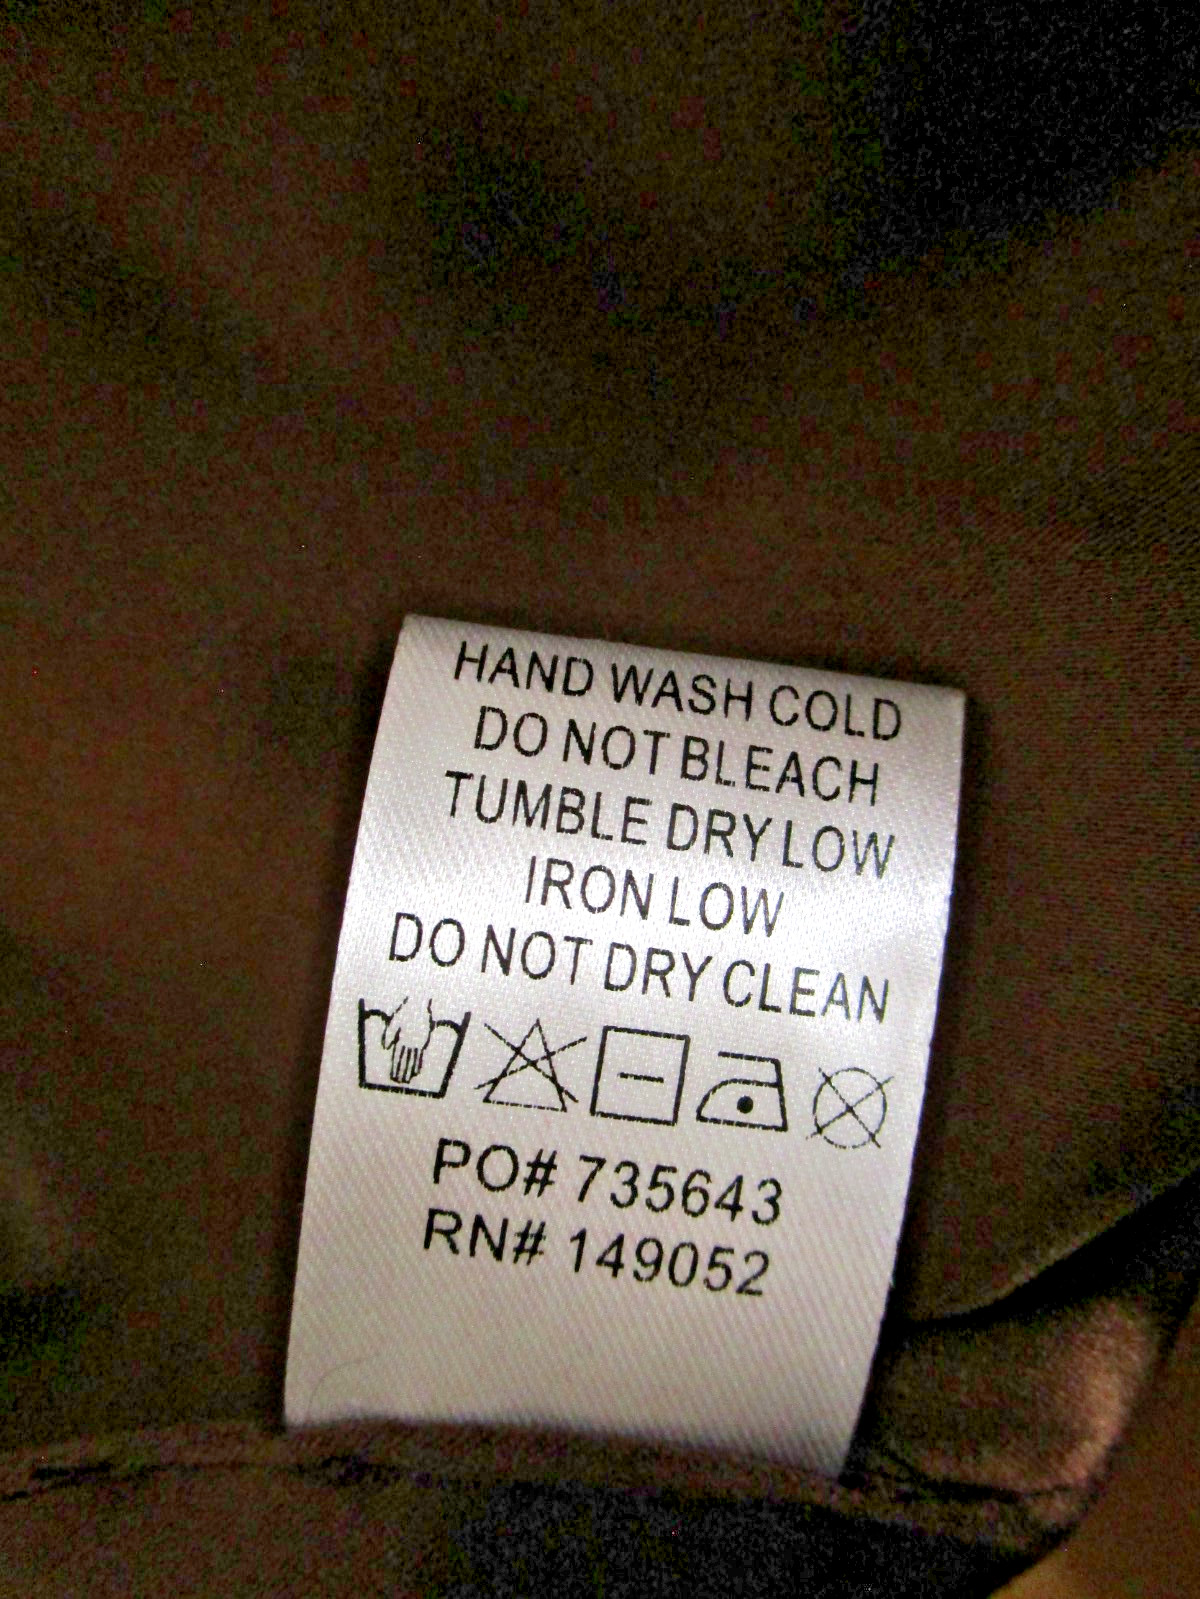 HAND WASH COLD
DO NOT BLEACH
TUMBLE DRY LOW
IRON LOW
DO NOT DRY CLEAN
PO# 735643
RN# 149052